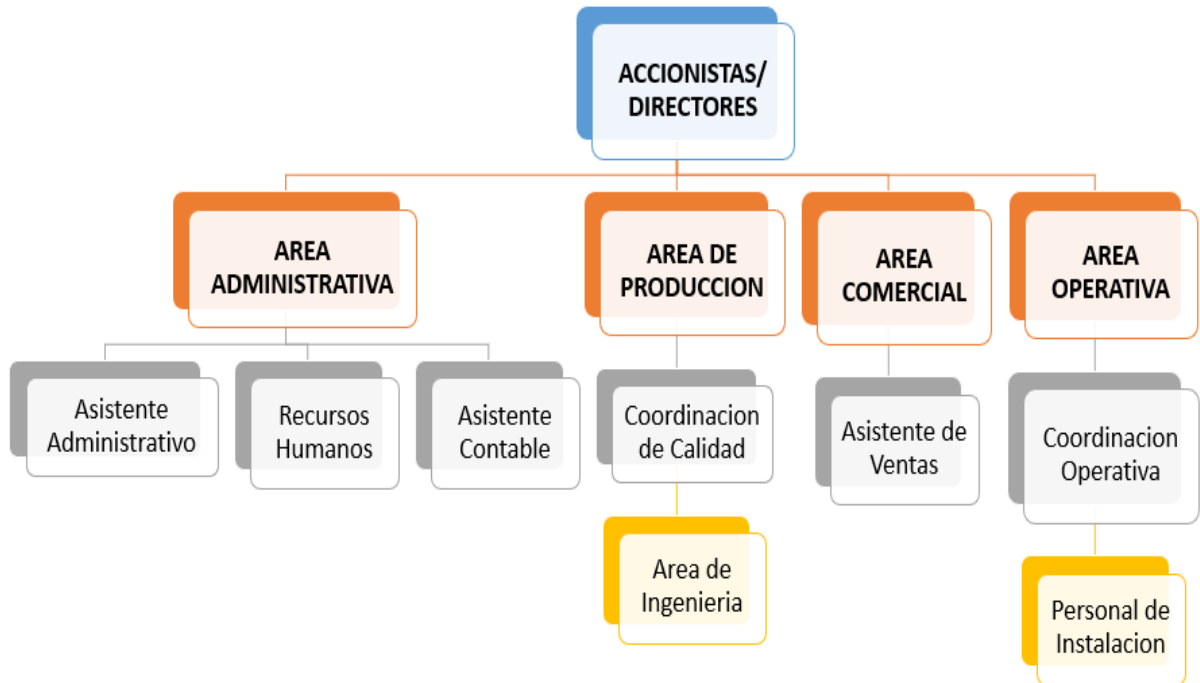 ACCIONISTAS/
DIRECTORES
AREA
ADMINISTRATIVA
AREA DE
PRODUCCION
AREA
COMERCIAL
AREA
OPERATIVA
Asistente
Administrativo
Recursos
Humanos
Asistente
Contable
Coordinacion
de Calidad
Asistente de
Ventas
Coordinacion
Operativa
Area de
Ingenieria
Personal de
Instalacion